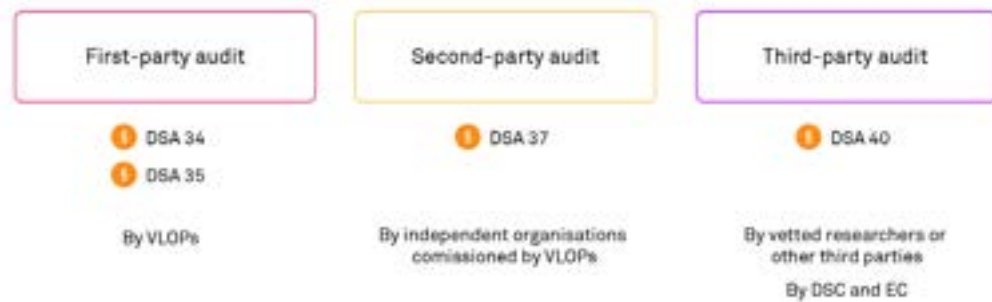 First-party audit
Second-party audit
Third-party audit
§ DSA 34
§ DSA 37
§ DSA 40
§ DSA 35
By VLOPs
By independent organisations
comissioned by VLOPs
By vetted researchers or
other third parties
By DSC and EC